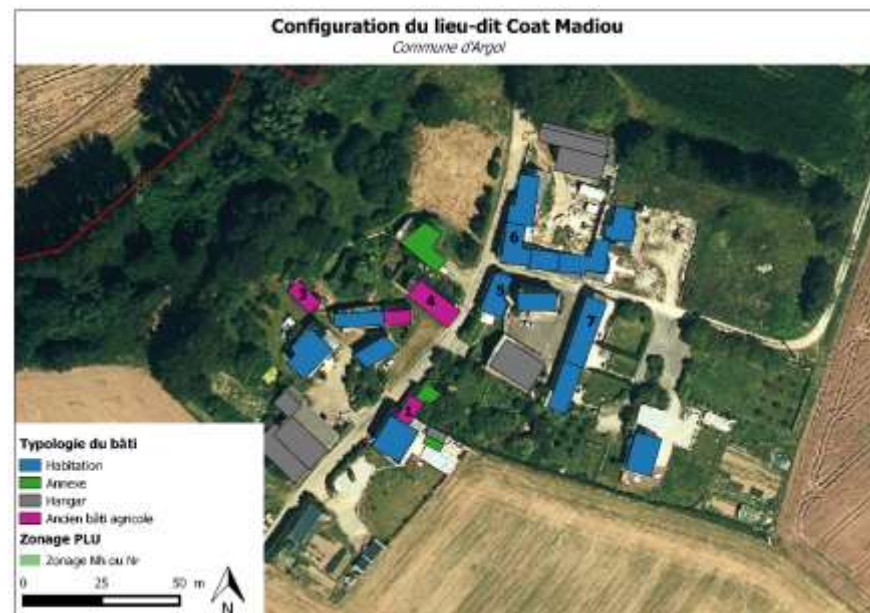 Configuration du lieu-dit Coat Madiou
Commune d'Argol
6
5
4
3
7
1
Typologie du bâti
Habitation
Annexe
Hangar
Ancien bâti agricole
Zonage PLU
Zonage Nh ou Nr
0 25 50 m
N